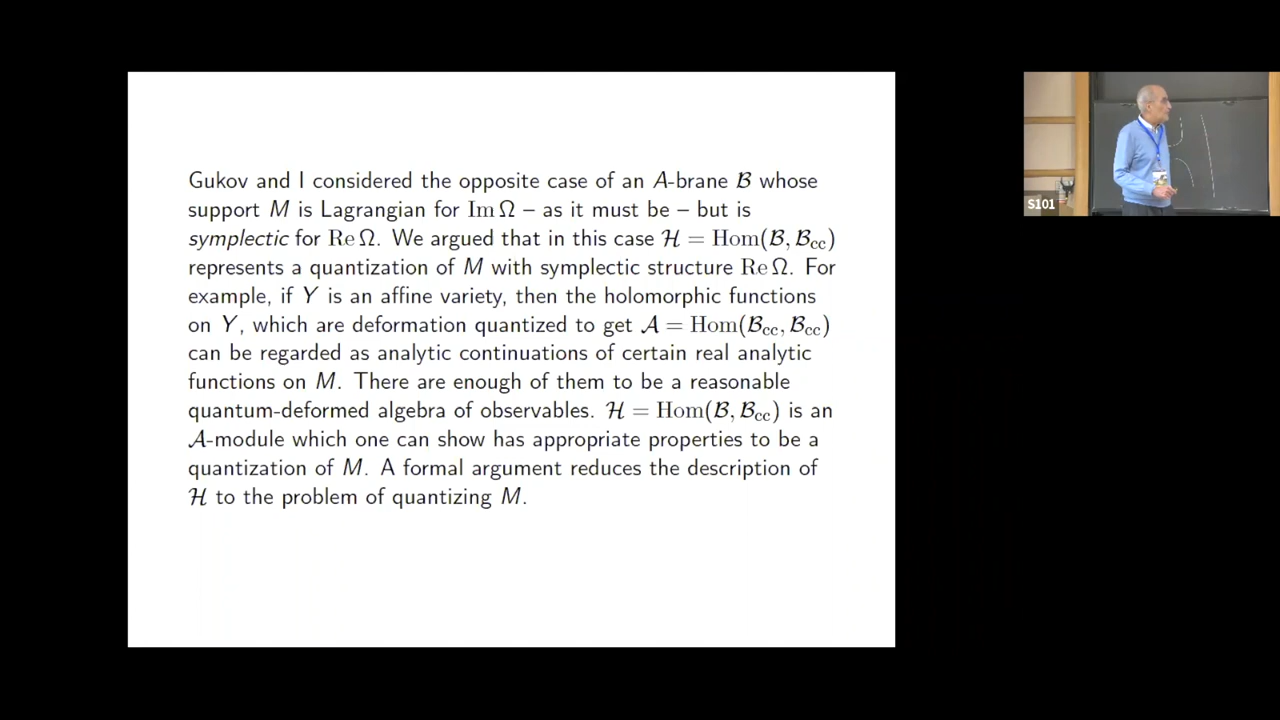 Gukov and I considered the opposite case of an A-brane ℬ whose
support M is Lagrangian for Im Ω – as it must be – but is
symplectic for Re Ω. We argued that in this case ℋ = Hom(ℬ, ℬcc)
represents a quantization of M with symplectic structure Re Ω. For
example, if Y is an affine variety, then the holomorphic functions
on Y, which are deformation quantized to get 𝒜 = Hom(ℬcc, ℬcc)
can be regarded as analytic continuations of certain real analytic
functions on M. There are enough of them to be a reasonable
quantum-deformed algebra of observables. ℋ = Hom(ℬ, ℬcc) is an
𝒜-module which one can show has appropriate properties to be a
quantization of M. A formal argument reduces the description of
ℋ to the problem of quantizing M.
S101